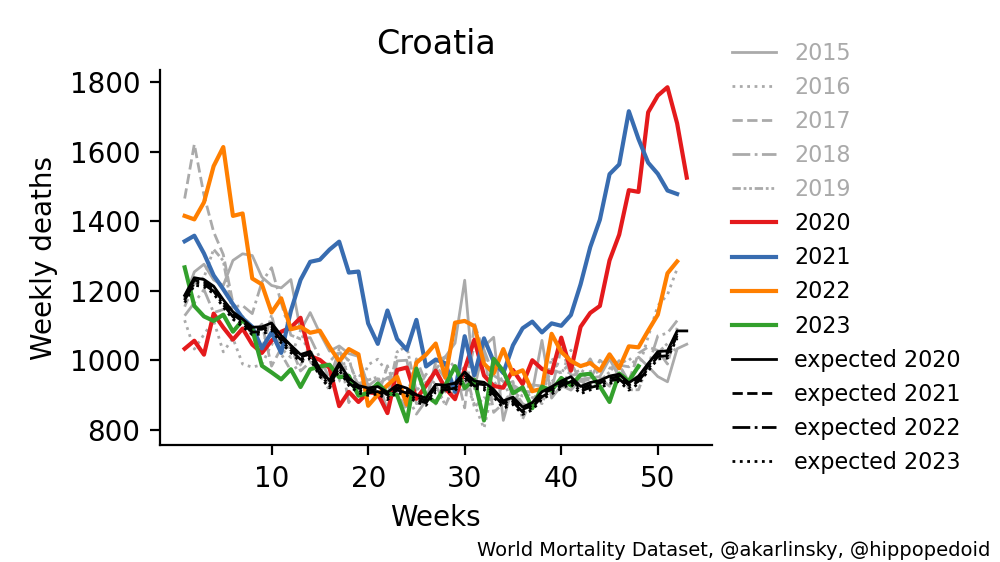 Croatia
Weekly deaths
1800
1600
1400
1200
1000
800
10 20 30 40 50
Weeks
2015
2016
2017
2018
2019
2020
2021
2022
2023
expected 2020
expected 2021
expected 2022
expected 2023
World Mortality Dataset, @akarlinsky, @hippopedoid